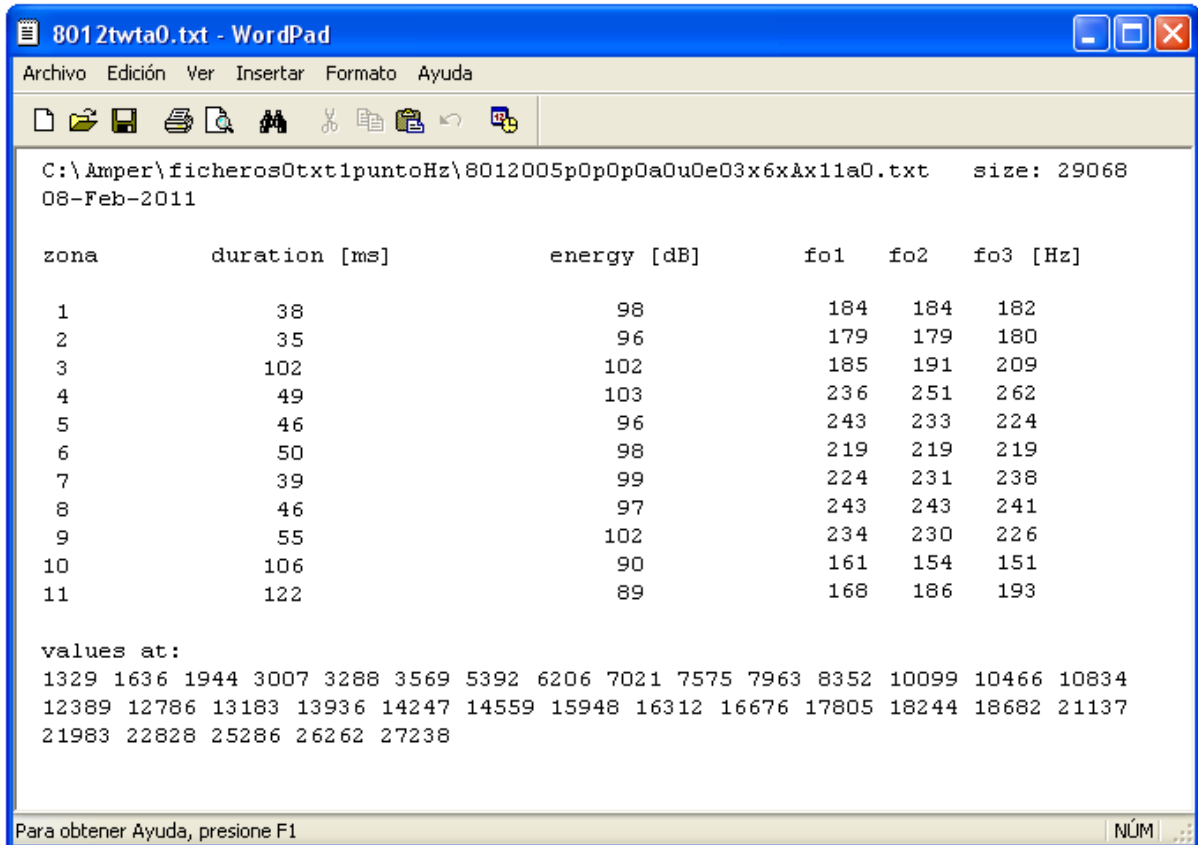 8012twta0.txt - WordPad
Archivo Edición Ver Insertar Formato Ayuda
C:\Amper\ficheros0txt1puntoHz\8012005p0p0p0a0u0e03x6xAx11a0.txt size: 29068
08-Feb-2011
zona duration [ms] energy [dB] fo1 fo2 fo3 [Hz]
1 38 98 184 184 182
2 35 96 179 179 180
3 102 102 185 191 209
4 49 103 236 251 262
5 46 96 243 233 224
6 50 98 219 219 219
7 39 99 224 231 238
8 46 97 243 243 241
9 55 102 234 230 226
10 106 90 161 154 151
11 122 89 168 186 193
values at:
1329 1636 1944 3007 3288 3569 5392 6206 7021 7575 7963 8352 10099 10466 10834
12389 12786 13183 13936 14247 14559 15948 16312 16676 17805 18244 18682 21137
21983 22828 25286 26262 27238
Para obtener Ayuda, presione F1 NÚM